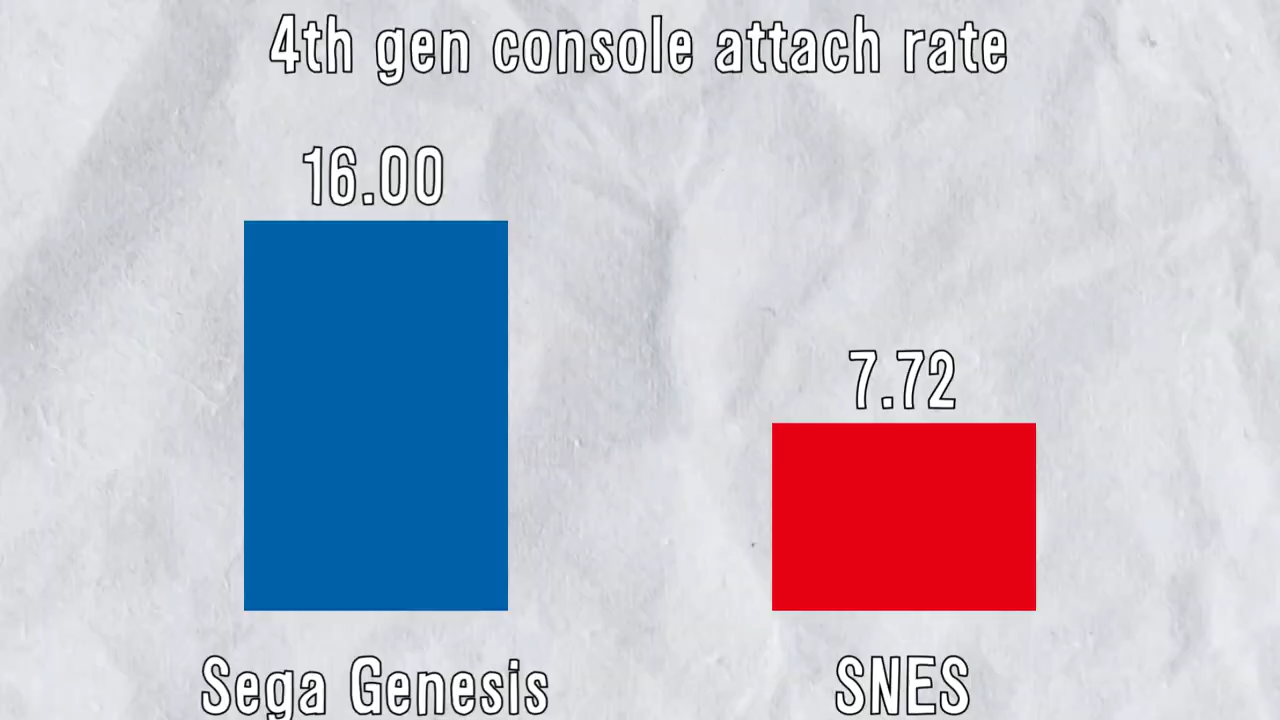 4th gen console attach rate
16.00
7.72
Sega Genesis
SNES